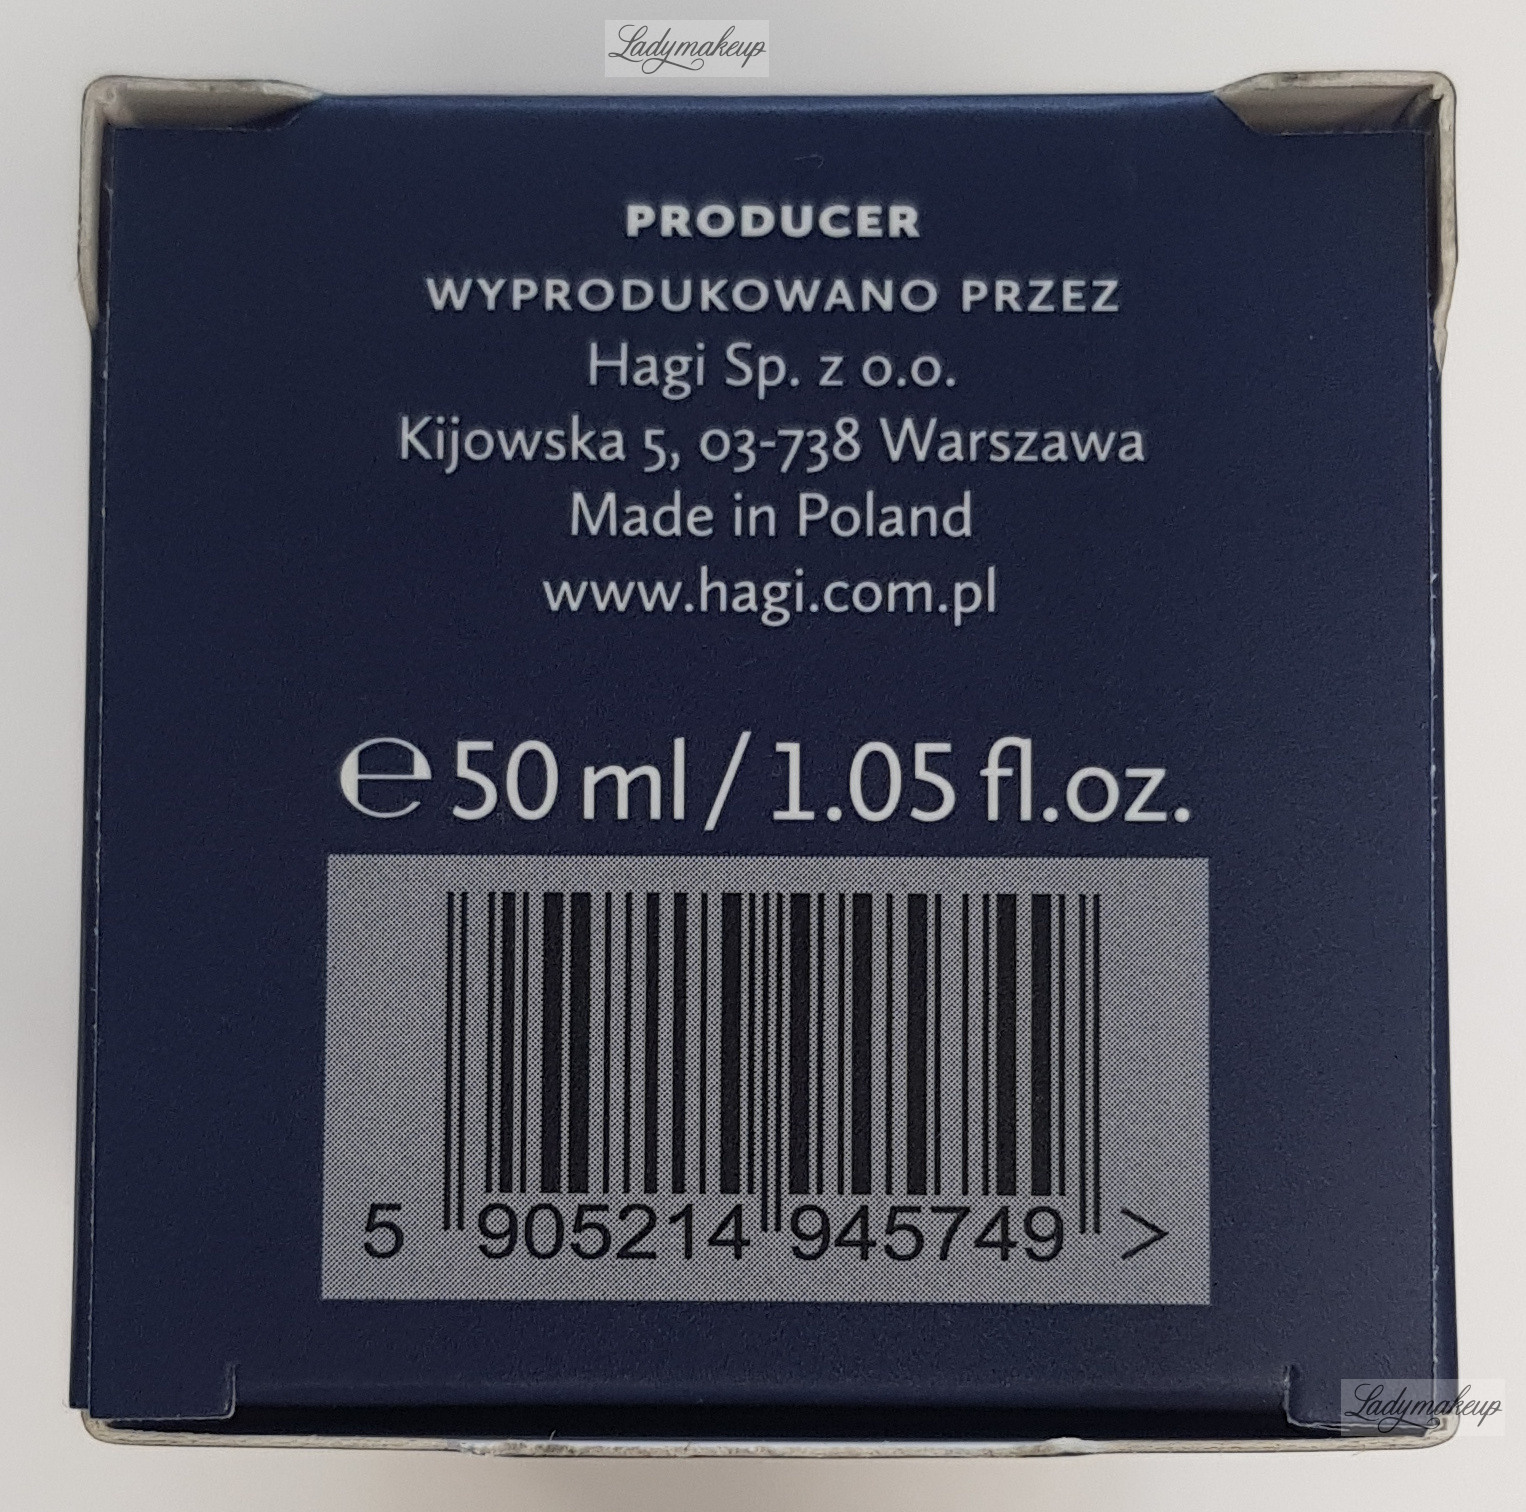 Ladymakeup
PRODUCER
WYPRODUKOWANO PRZEZ
Hagi Sp. z o.o.
Kijowska 5, 03-738 Warszawa
Made in Poland
www.hagi.com.pl
℮ 50 ml / 1.05 fl.oz.
5 905214 945749 >
Ladymakeup